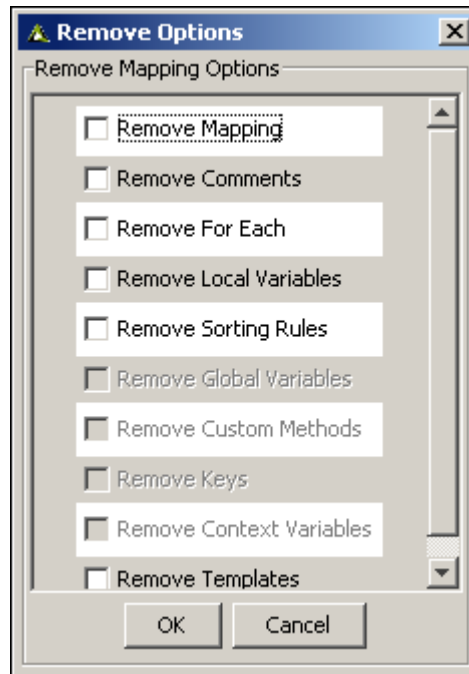 Remove Options
Remove Mapping Options
Remove Mapping
Remove Comments
Remove For Each
Remove Local Variables
Remove Sorting Rules
Remove Global Variables
Remove Custom Methods
Remove Keys
Remove Context Variables
Remove Templates
OK Cancel